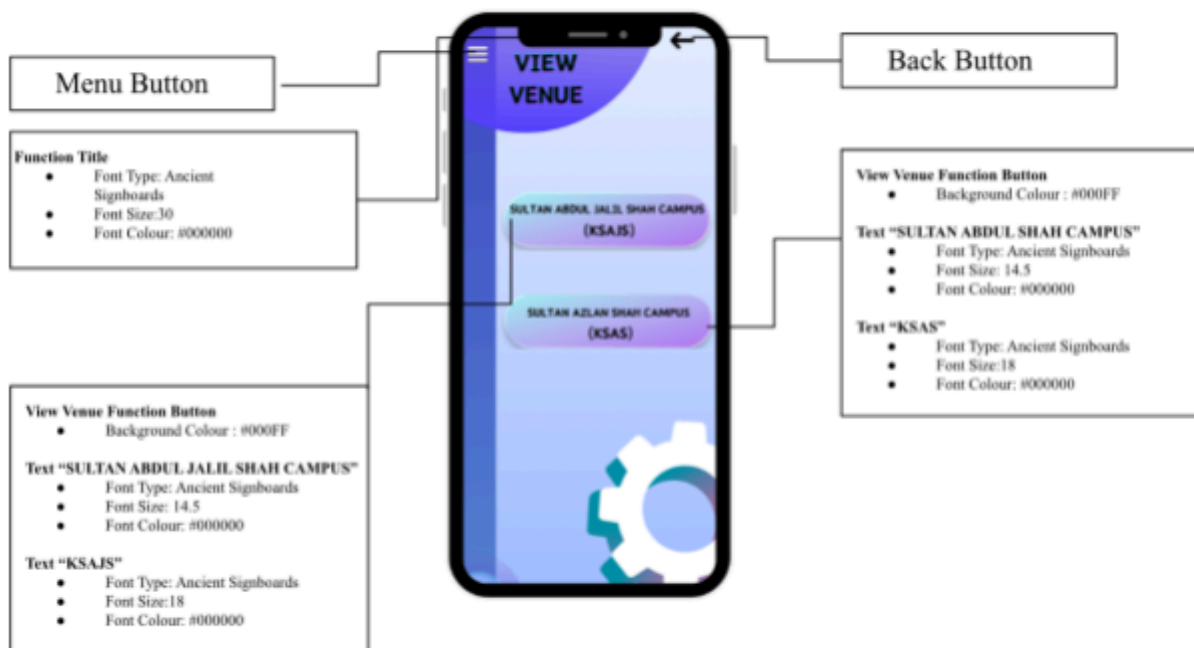 Menu Button
Function Title
● Font Type: Ancient
Signboards
● Font Size:30
● Font Colour: #000000
View Venue Function Button
● Background Colour : #000FF
Text “SULTAN ABDUL JALIL SHAH CAMPUS”
● Font Type: Ancient Signboards
● Font Size: 14.5
● Font Colour: #000000
Text “KSAJS”
● Font Type: Ancient Signboards
● Font Size:18
● Font Colour: #000000
VIEW
VENUE
SULTAN ABDUL JALIL SHAH CAMPUS
(KSAJS)
SULTAN AZLAN SHAH CAMPUS
(KSAS)
Back Button
View Venue Function Button
● Background Colour : #000FF
Text “SULTAN ABDUL SHAH CAMPUS”
● Font Type: Ancient Signboards
● Font Size: 14.5
● Font Colour: #000000
Text “KSAS”
● Font Type: Ancient Signboards
● Font Size:18
● Font Colour: #000000